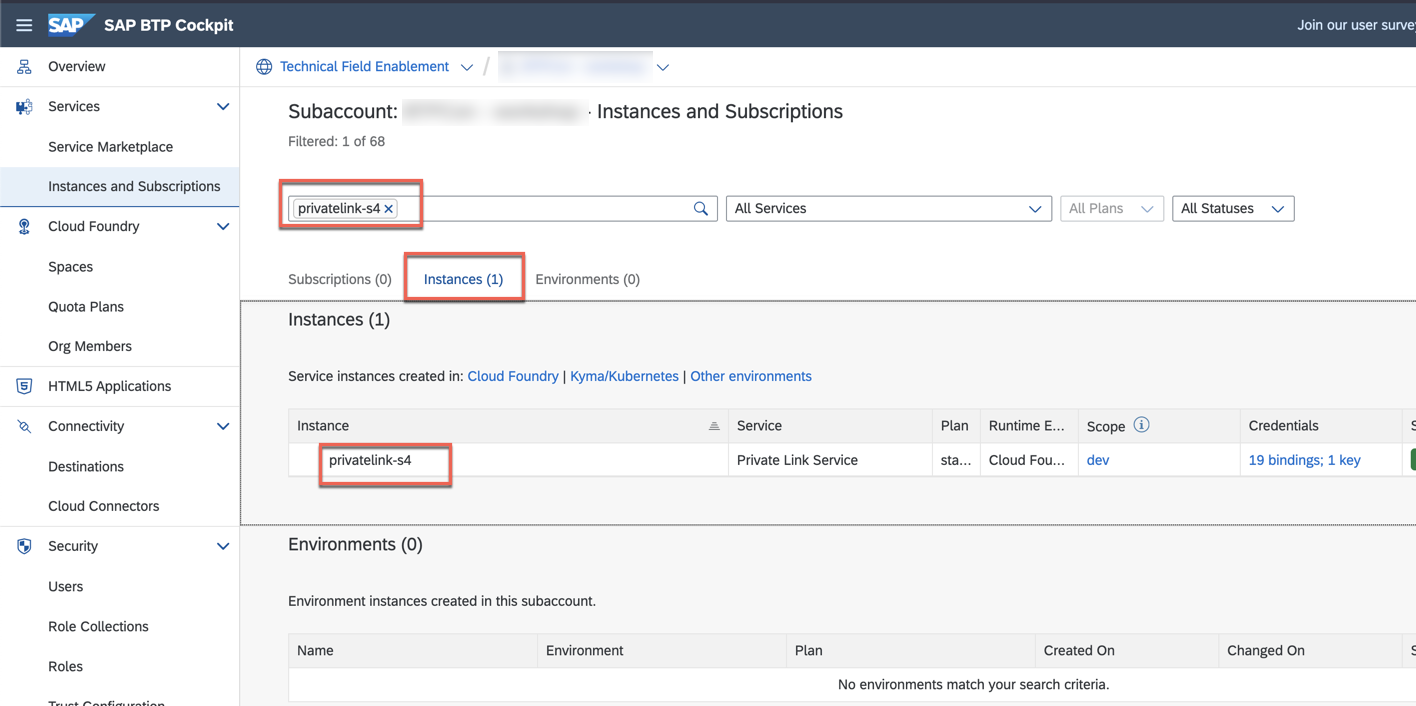 SAP SAP BTP Cockpit
Join our user survey
Overview
Services
Service Marketplace
Instances and Subscriptions
Cloud Foundry
Spaces
Quota Plans
Org Members
HTML5 Applications
Connectivity
Destinations
Cloud Connectors
Security
Users
Role Collections
Roles
Trust Configuration
Technical Field Enablement /
Subaccount: · Instances and Subscriptions
Filtered: 1 of 68
privatelink-s4
All Services
All Plans
All Statuses
Subscriptions (0)
Instances (1)
Environments (0)
Instances (1)
Service instances created in: Cloud Foundry | Kyma/Kubernetes | Other environments
Instance Service Plan Runtime E... Scope Credentials S
privatelink-s4 Private Link Service sta... Cloud Fou... dev 19 bindings; 1 key
Environments (0)
Environment instances created in this subaccount.
Name Environment Plan Created On Changed On S
No environments match your search criteria.